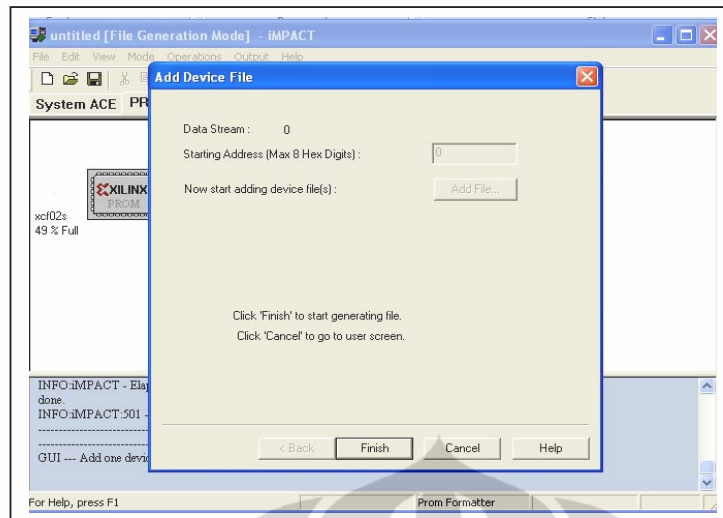 untitled [File Generation Mode] - iMPACT
File Edit View Mode Operations Output Help
Add Device File
System ACE PR
Data Stream : 0
Starting Address (Max 8 Hex Digits) : 0
Now start adding device file(s) : Add File...
XILINX
PROM
xcf02s
49 % Full
Click 'Finish' to start generating file.
Click 'Cancel' to go to user screen.
INFO:iMPACT - Elap
done.
INFO:iMPACT:501 -
GUI --- Add one devic
< Back Finish Cancel Help
For Help, press F1 Prom Formatter